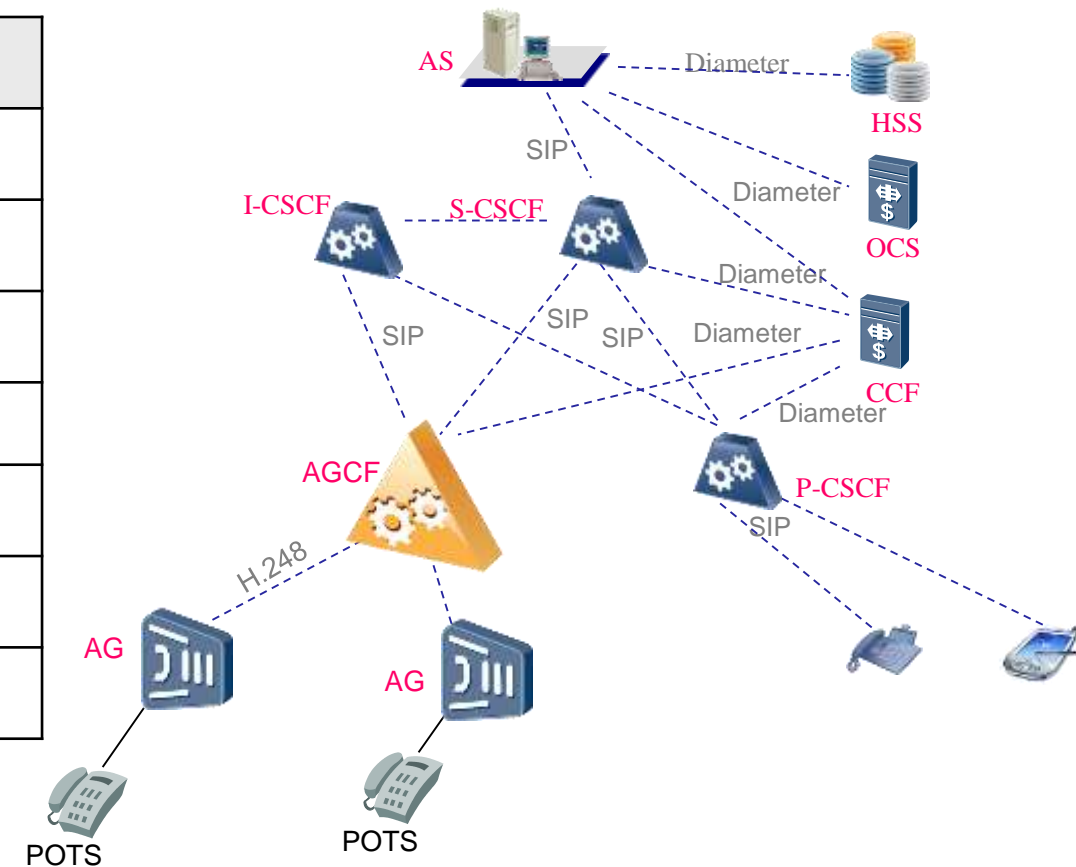 AS
Diameter
HSS
SIP
Diameter
I-CSCF
S-CSCF
$
OCS
Diameter
SIP
SIP
SIP
Diameter
$
CCF
Diameter
AGCF
P-CSCF
SIP
H.248
AG
AG
POTS
POTS